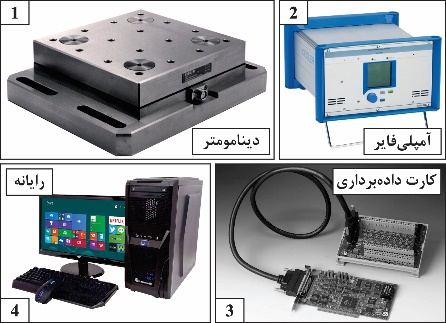 1
دینامومتر
2
آمپلی‌فایر
رایانه
4
کارت داده‌برداری
3